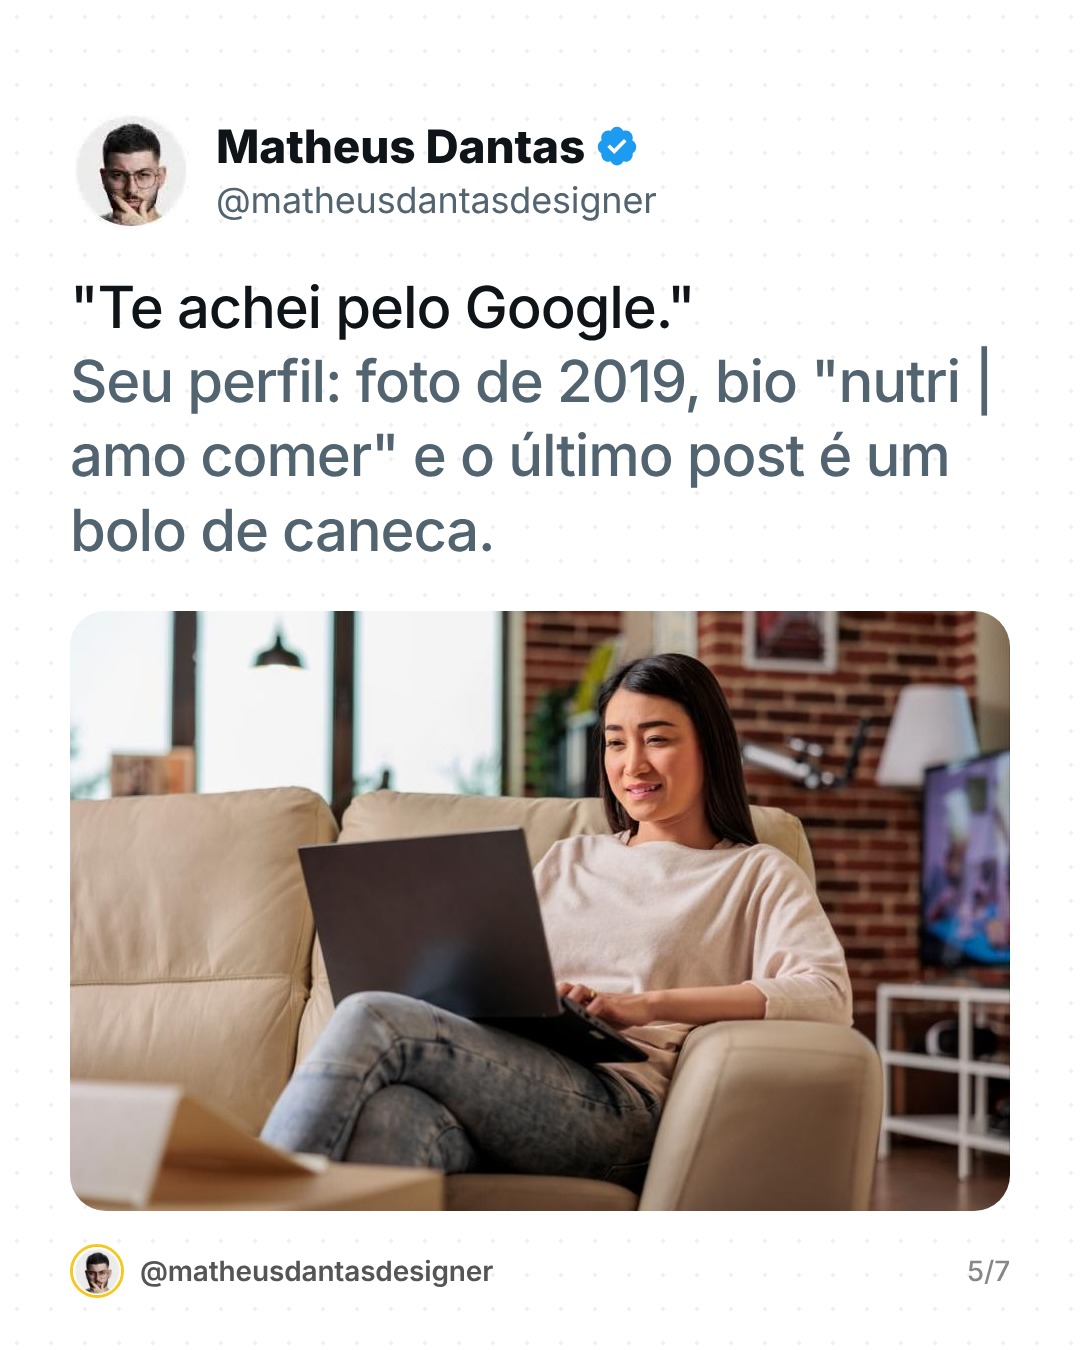 Matheus Dantas
@matheusdantasdesigner
"Te achei pelo Google."
Seu perfil: foto de 2019, bio "nutri |
amo comer" e o último post é um
bolo de caneca.
@matheusdantasdesigner
5/7